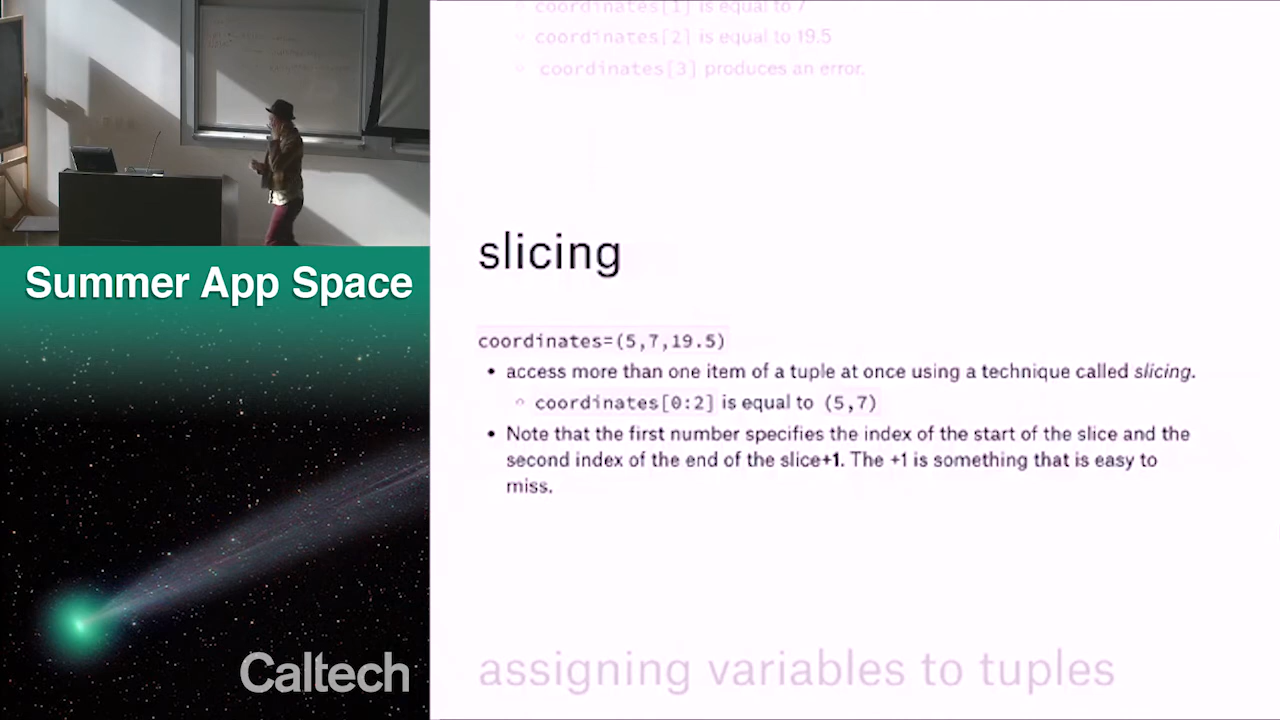 Summer App Space
Caltech
coordinates[1] is equal to 7
coordinates[2] is equal to 19.5
coordinates[3] produces an error.
slicing
coordinates=(5,7,19.5)
• access more than one item of a tuple at once using a technique called slicing.
coordinates[0:2] is equal to (5,7)
• Note that the first number specifies the index of the start of the slice and the
second index of the end of the slice+1. The +1 is something that is easy to
miss.
assigning variables to tuples